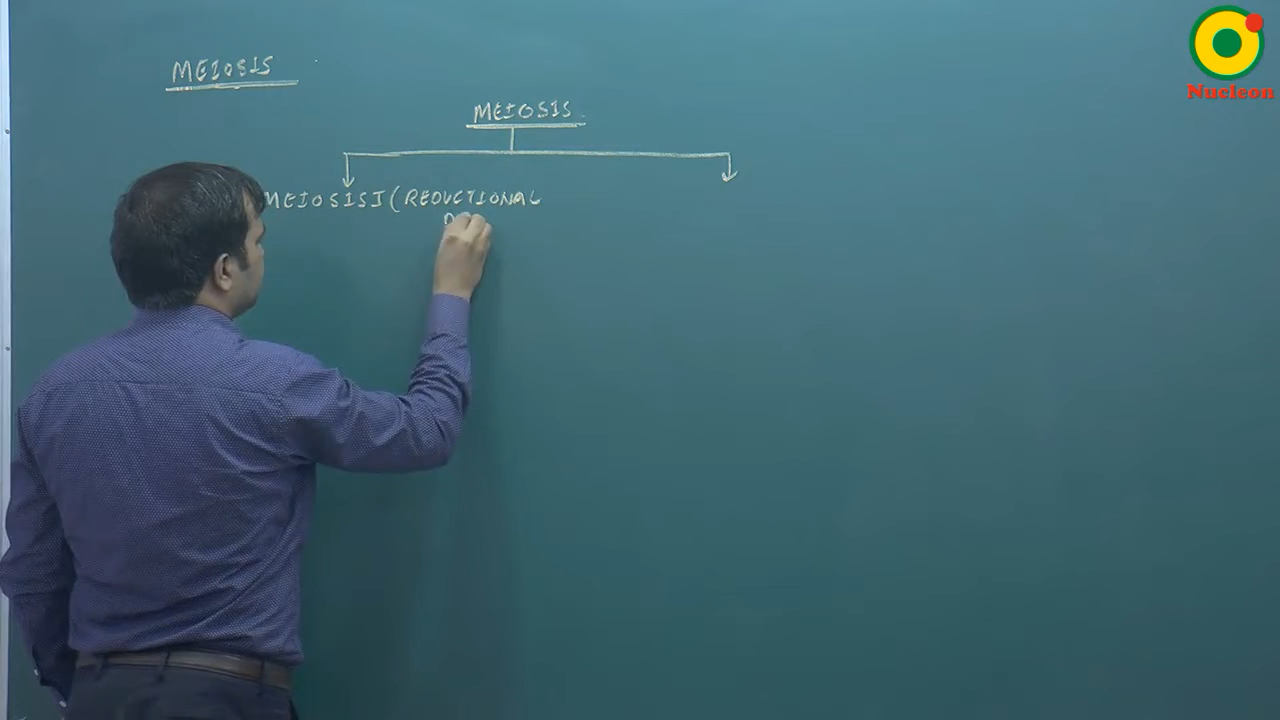 MEIOSIS
MEIOSIS
MEIOSIS I (REDUCTIONAL
D
Nucleon